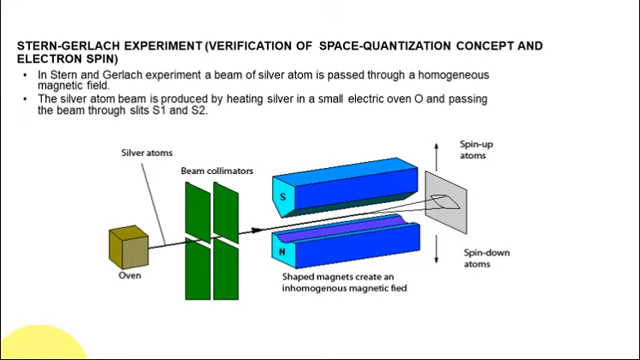 STERN-GERLACH EXPERIMENT (VERIFICATION OF SPACE-QUANTIZATION CONCEPT AND
ELECTRON SPIN)
• In Stern and Gerlach experiment a beam of silver atom is passed through a homogeneous
magnetic field.
• The silver atom beam is produced by heating silver in a small electric oven O and passing
the beam through slits S1 and S2.
Silver atoms
Beam collimators
Spin-up
atoms
S
N
Oven
Shaped magnets create an
inhomogenous magnetic fied
Spin-down
atoms